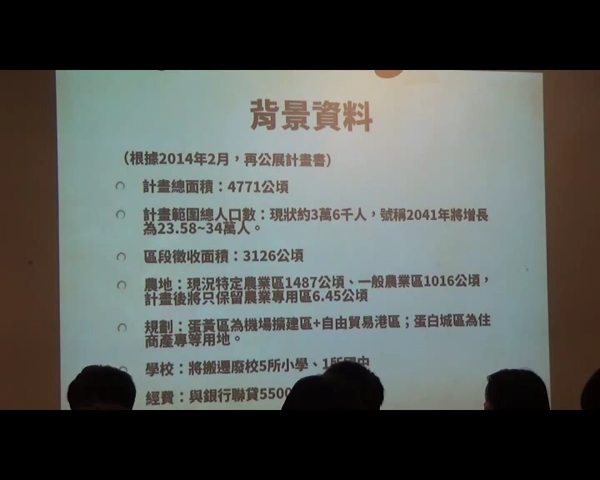 背景資料
（根據2014年2月，再公展計畫書）
計畫總面積：4771公頃
計畫範圍總人口數：現狀約3萬6千人，號稱2041年將增長
為23.58~34萬人。
區段徵收面積：3126公頃
農地：現況特定農業區1487公頃、一般農業區1016公頃，
計畫後將只保留農業專用區6.45公頃
規劃：蛋黃區為機場擴建區+自由貿易港區；蛋白城區為住
商產專等用地。
學校：將搬遷廢校5所小學、1所國中
經費：與銀行聯貸5500